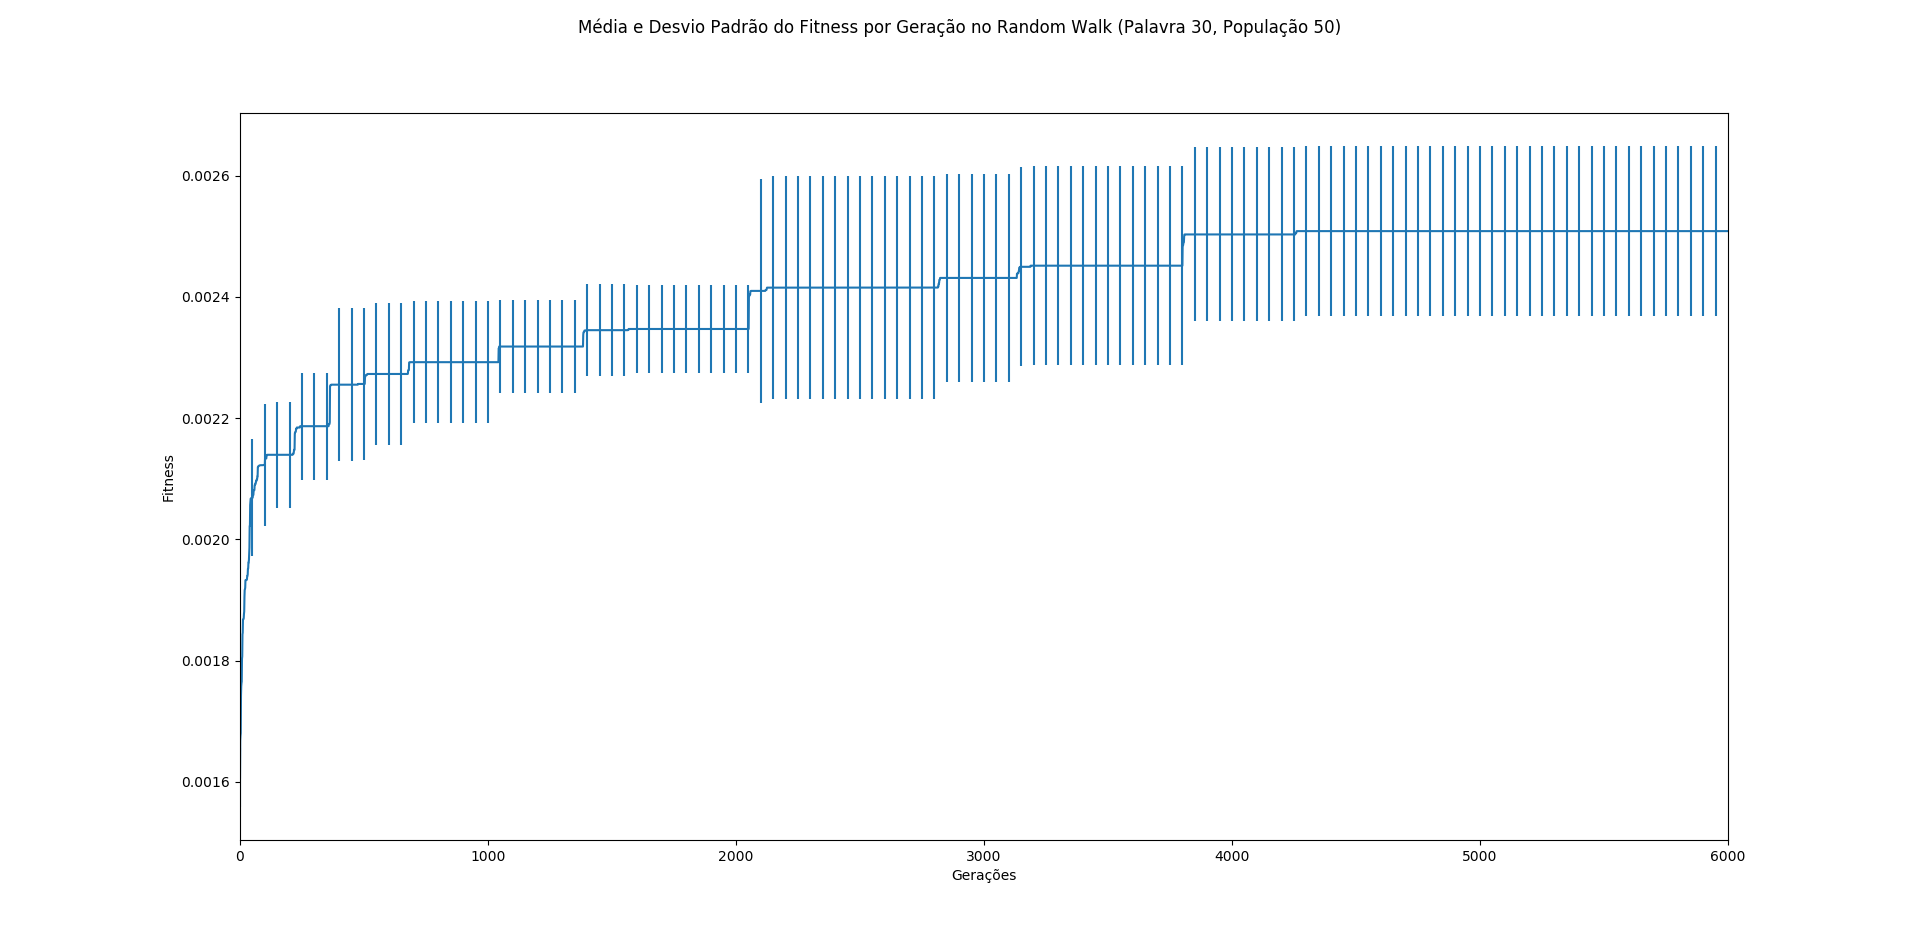 Média e Desvio Padrão do Fitness por Geração no Random Walk (Palavra 30, População 50)
0.0026
0.0024
0.0022
0.0020
0.0018
0.0016
Fitness
0 1000 2000 3000 4000 5000 6000
Gerações